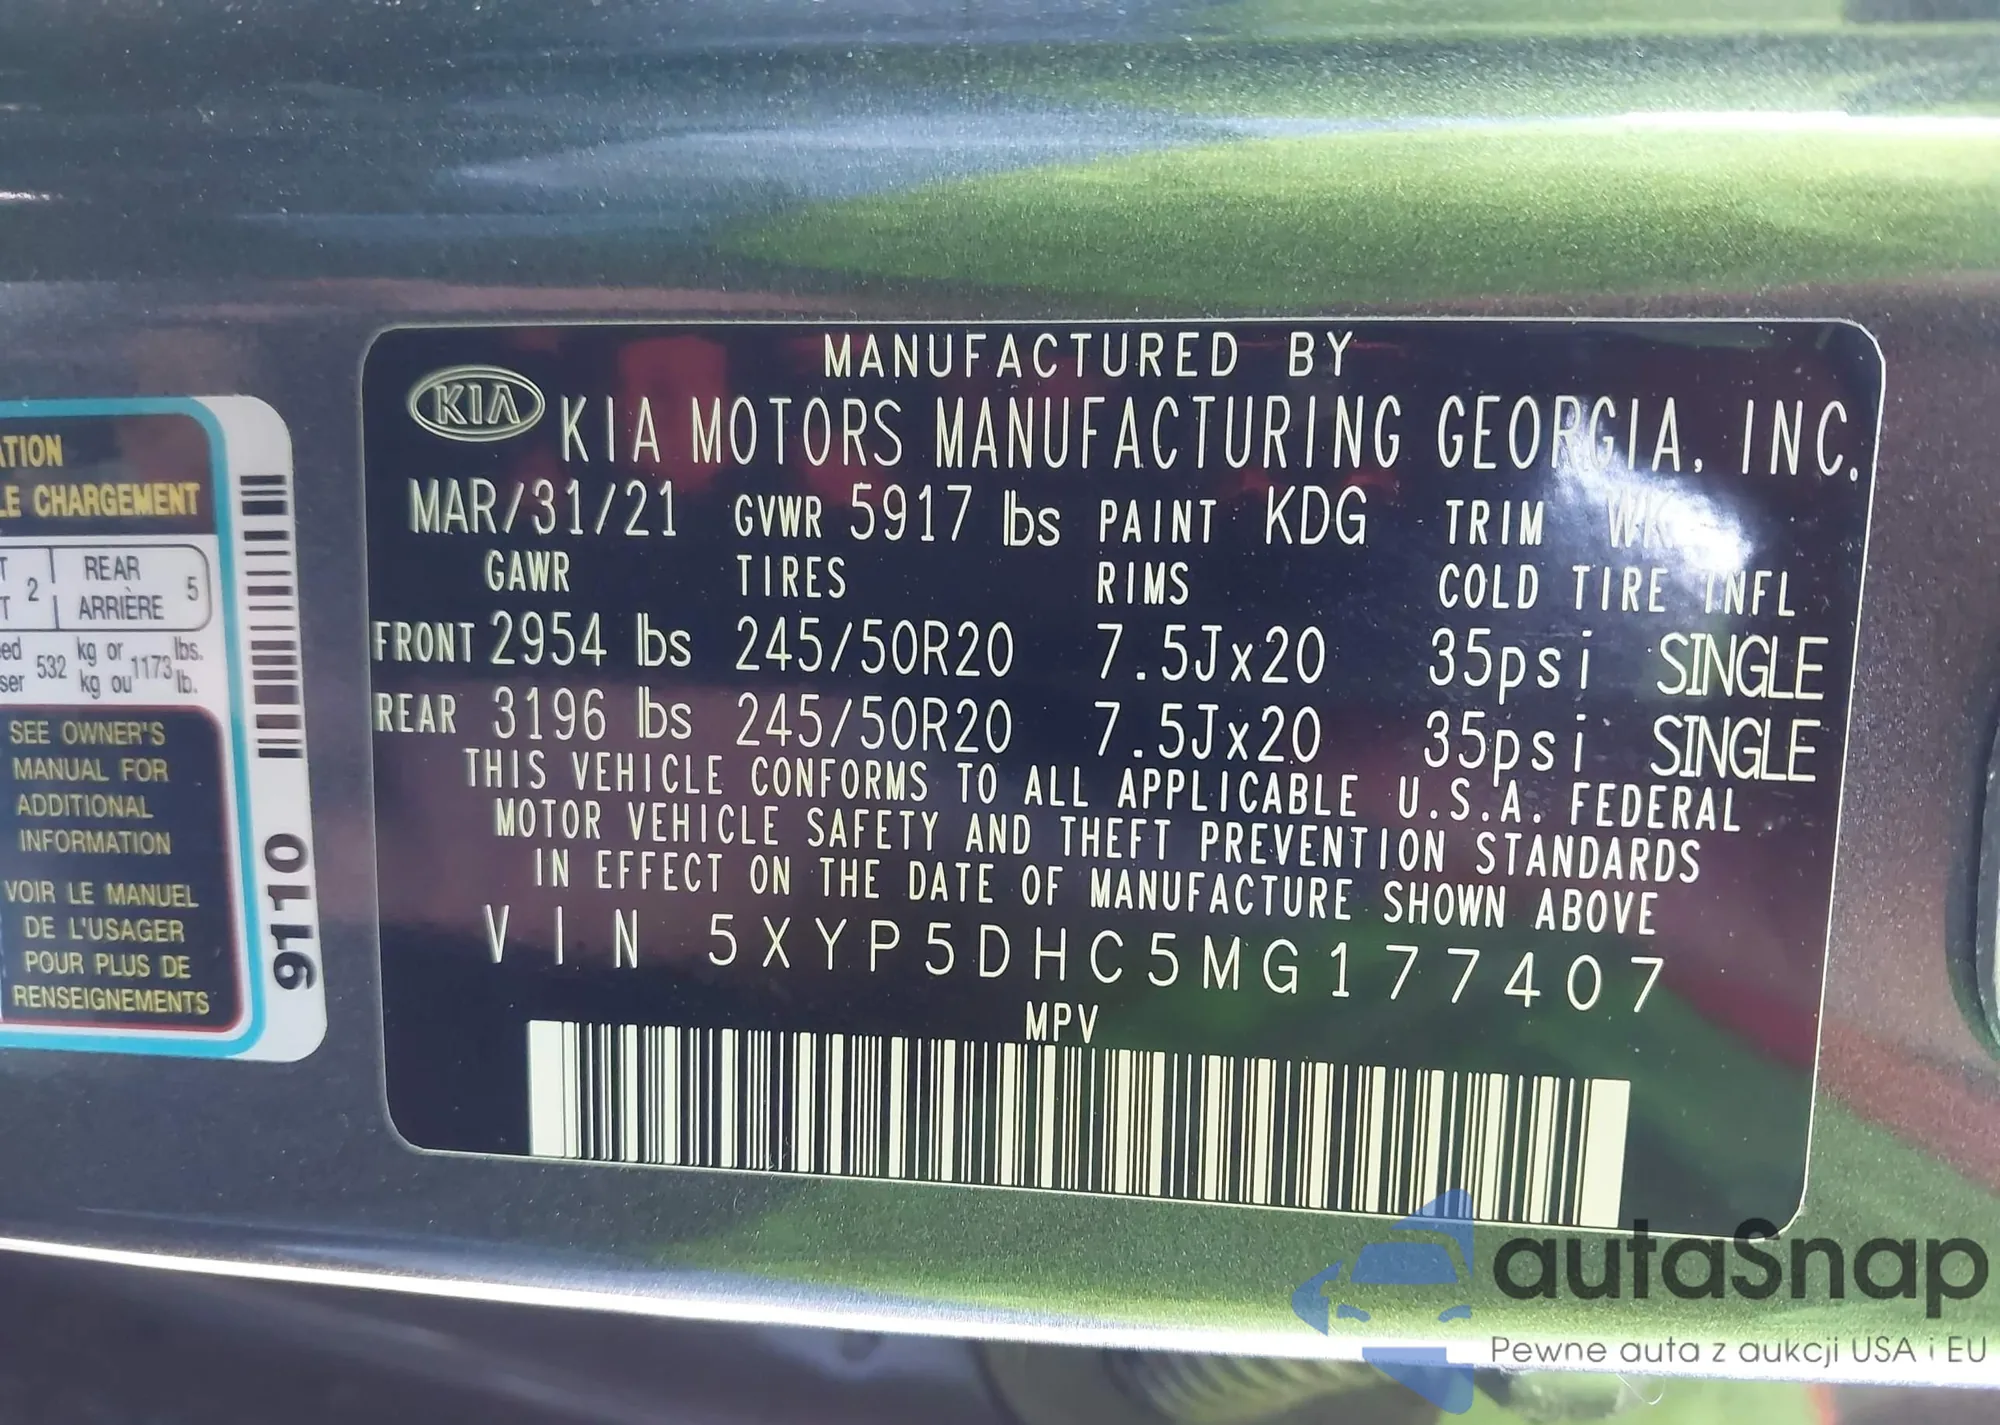 MANUFACTURED BY
KIA KIA MOTORS MANUFACTURING GEORGIA, INC.
MAR/31/21 GVWR 5917 lbs PAINT KDG TRIM WK
GAWR TIRES RIMS COLD TIRE INFL
FRONT 2954 lbs 245/50R20 7.5Jx20 35psi SINGLE
REAR 3196 lbs 245/50R20 7.5Jx20 35psi SINGLE
THIS VEHICLE CONFORMS TO ALL APPLICABLE U.S.A. FEDERAL
MOTOR VEHICLE SAFETY AND THEFT PREVENTION STANDARDS
IN EFFECT ON THE DATE OF MANUFACTURE SHOWN ABOVE
VIN 5XYP5DHC5MG177407
MPV
CHARGEMENT
2 REAR 5
ARRIÈRE
532 kg or 1173 lbs.
kg ou lb.
SEE OWNER'S
MANUAL FOR
ADDITIONAL
INFORMATION
VOIR LE MANUEL
DE L'USAGER
POUR PLUS DE
RENSEIGNEMENTS
9110
autaSnap
Pewne auta z aukcji USA i EU